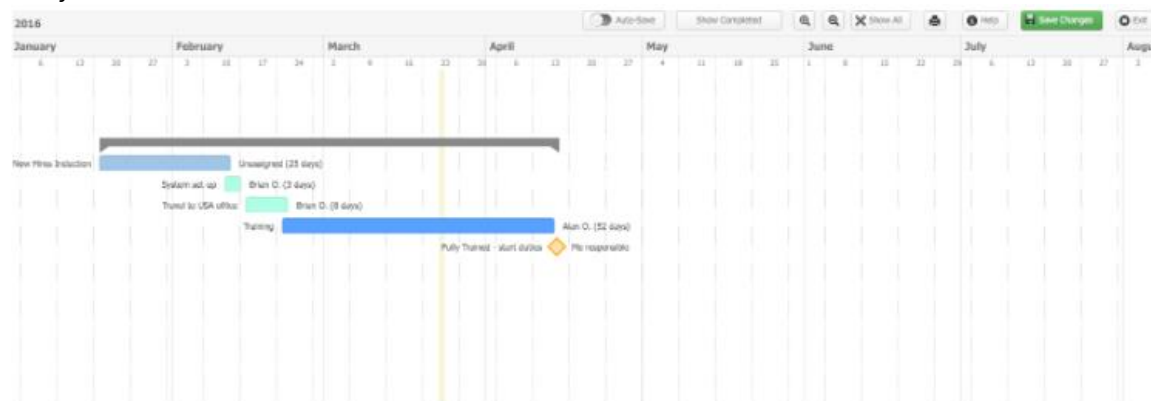 2016
Auto-Save Show Completed Show All Help Save Changes Exit
January February March April May June July Augu
6 13 20 27 3 10 17 24 2 9 16 23 30 6 13 20 27 4 11 18 25 1 8 15 22 29 6 13 20 27 3
New Hires Induction Unassigned (25 days)
System set up Brian O. (3 days)
Travel to USA office Brian O. (8 days)
Training Alan O. (52 days)
Fully Trained - start duties Me responsible